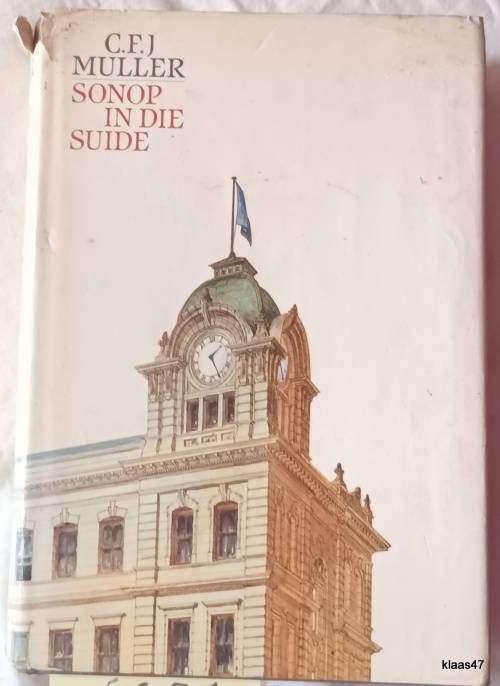 C.F.J
MULLER
SONOP
IN DIE
SUIDE
klaas47